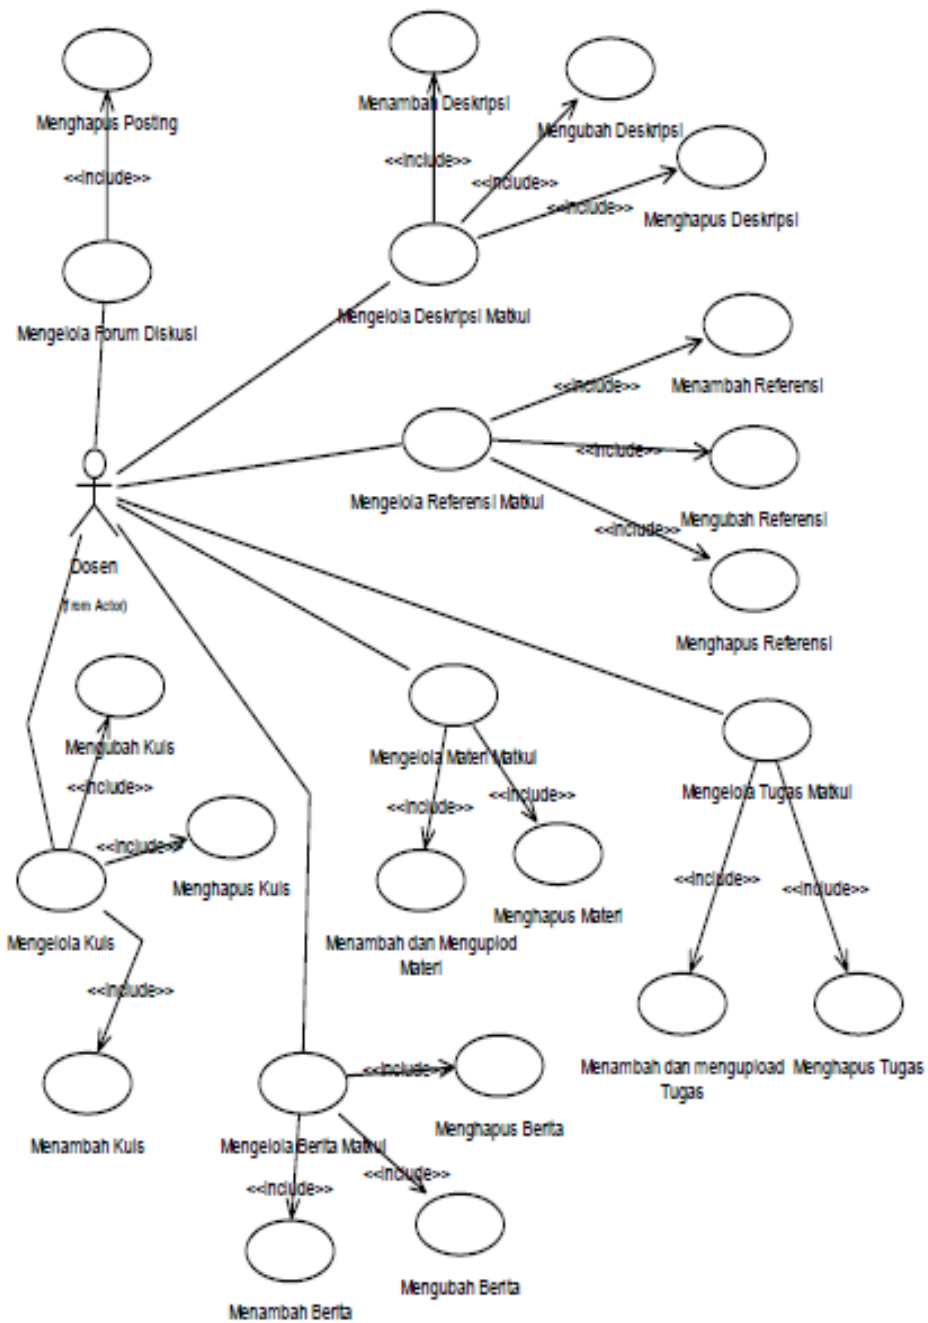 Menghapus Posting
<<include>>
Mengelola Forum Diskusi
Menambah Deskripsi
<<include>>
Mengubah Deskripsi
<<include>>
Menghapus Deskripsi
<<include>>
Mengelola Deskripsi Matkul
Menambah Referensi
<<include>>
Mengelola Referensi Matkul
<<include>>
Mengubah Referensi
<<include>>
Menghapus Referensi
Dosen
(from Actor)
Mengubah Kuis
<<include>>
<<include>>
Menghapus Kuis
Mengelola Kuis
<<include>>
Menambah Kuis
Mengelola Materi Matkul
<<include>>
<<include>>
Menambah dan Menguplod
Materi
Menghapus Materi
Mengelola Tugas Matkul
<<include>>
<<include>>
Menambah dan mengupload
Tugas
Menghapus Tugas
Mengelola Berita Matkul
<<include>>
Menghapus Berita
<<include>>
<<include>>
Menambah Berita
Mengubah Berita